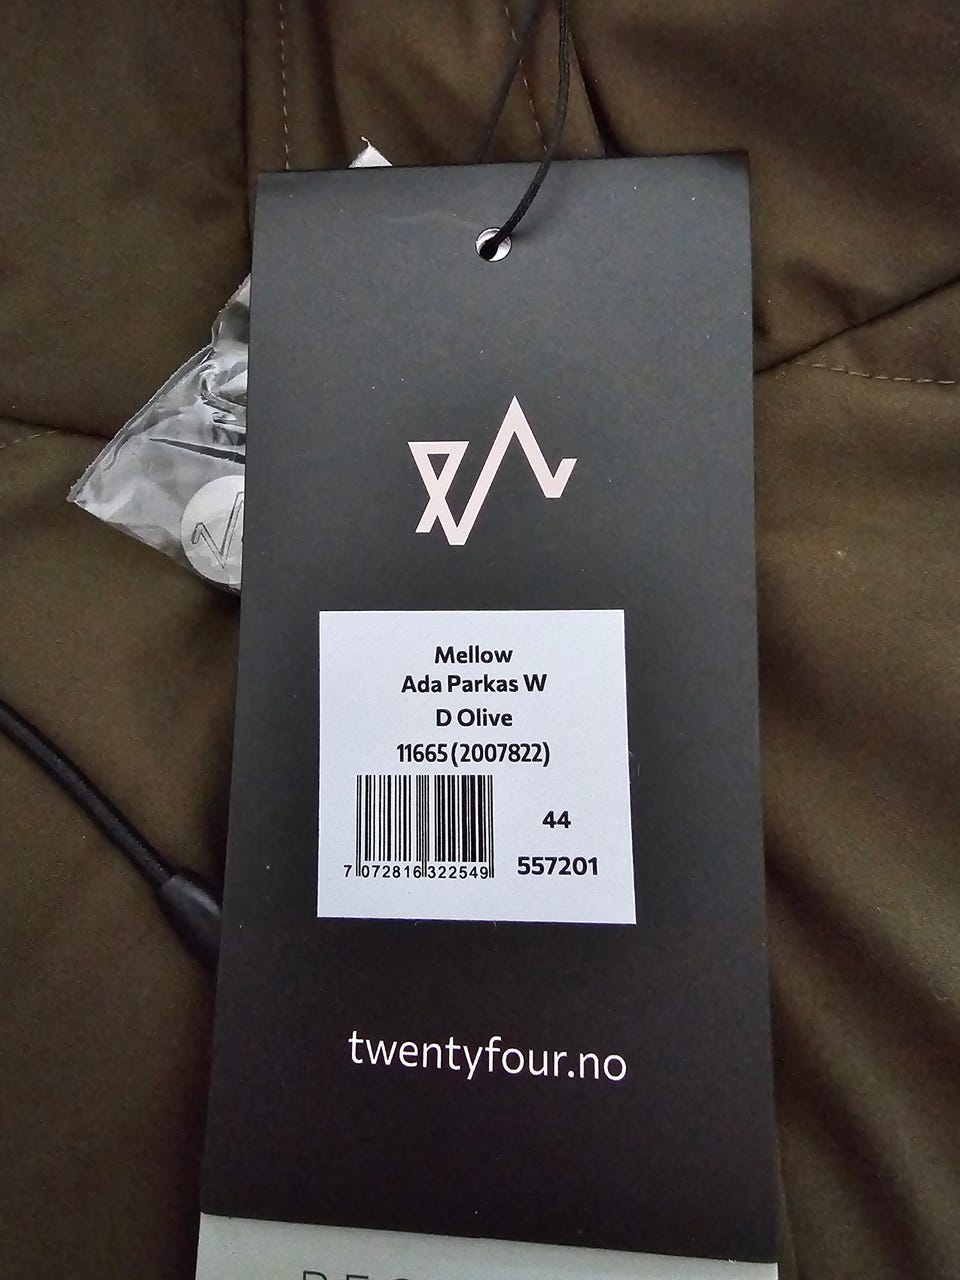 Mellow
Ada Parkas W
D Olive
11665 (2007822)
44
7 072816 322549
557201
twentyfour.no